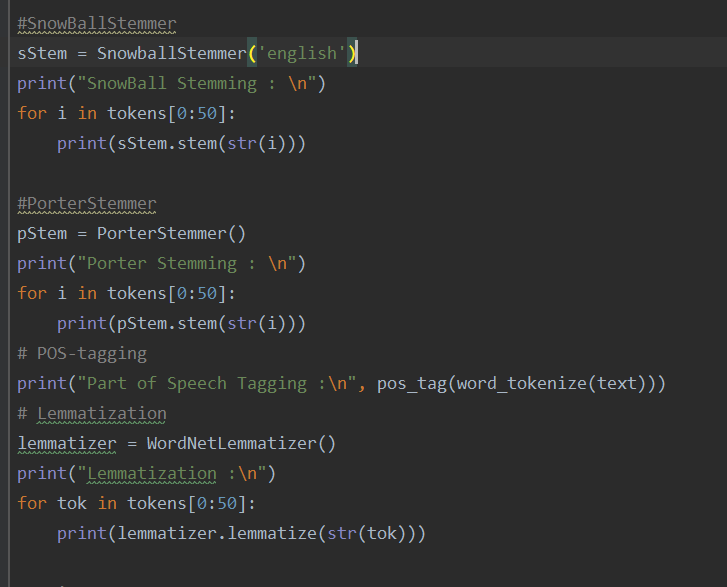 #SnowBallStemmer
sStem = SnowballStemmer('english')
print("SnowBall Stemming : \n")
for i in tokens[0:50]:
    print(sStem.stem(str(i)))

#PorterStemmer
pStem = PorterStemmer()
print("Porter Stemming : \n")
for i in tokens[0:50]:
    print(pStem.stem(str(i)))
# POS-tagging
print("Part of Speech Tagging :\n", pos_tag(word_tokenize(text)))
# Lemmatization
lemmatizer = WordNetLemmatizer()
print("Lemmatization :\n")
for tok in tokens[0:50]:
    print(lemmatizer.lemmatize(str(tok)))